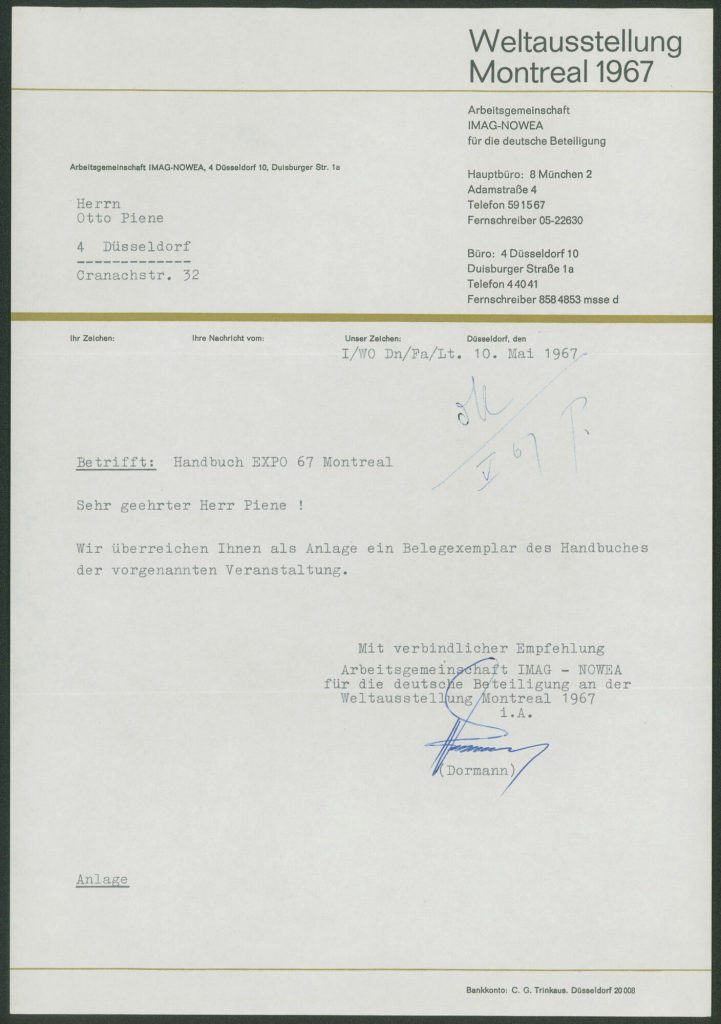 Weltausstellung
Montreal 1967
Arbeitsgemeinschaft
IMAG-NOWEA
für die deutsche Beteiligung
Hauptbüro: 8 München 2
Adamstraße 4
Telefon 591567
Fernschreiber 05-22630
Büro: 4 Düsseldorf 10
Duisburger Straße 1a
Telefon 44041
Fernschreiber 8584853 msse d
Arbeitsgemeinschaft IMAG-NOWEA, 4 Düsseldorf 10, Duisburger Str. 1a
Herrn
Otto Piene
4 Düsseldorf
Cranachstr. 32
Ihr Zeichen: Ihre Nachricht vom: Unser Zeichen: Düsseldorf, den
I/WO Dn/Fa/Lt. 10. Mai 1967
V 67 P.
Betrifft: Handbuch EXPO 67 Montreal
Sehr geehrter Herr Piene !
Wir überreichen Ihnen als Anlage ein Belegexemplar des Handbuches
der vorgenannten Veranstaltung.
Mit verbindlicher Empfehlung
Arbeitsgemeinschaft IMAG - NOWEA
für die deutsche Beteiligung an der
Weltausstellung Montreal 1967
i.A.
(Dormann)
Anlage
Bankkonto: C. G. Trinkaus, Düsseldorf 20008